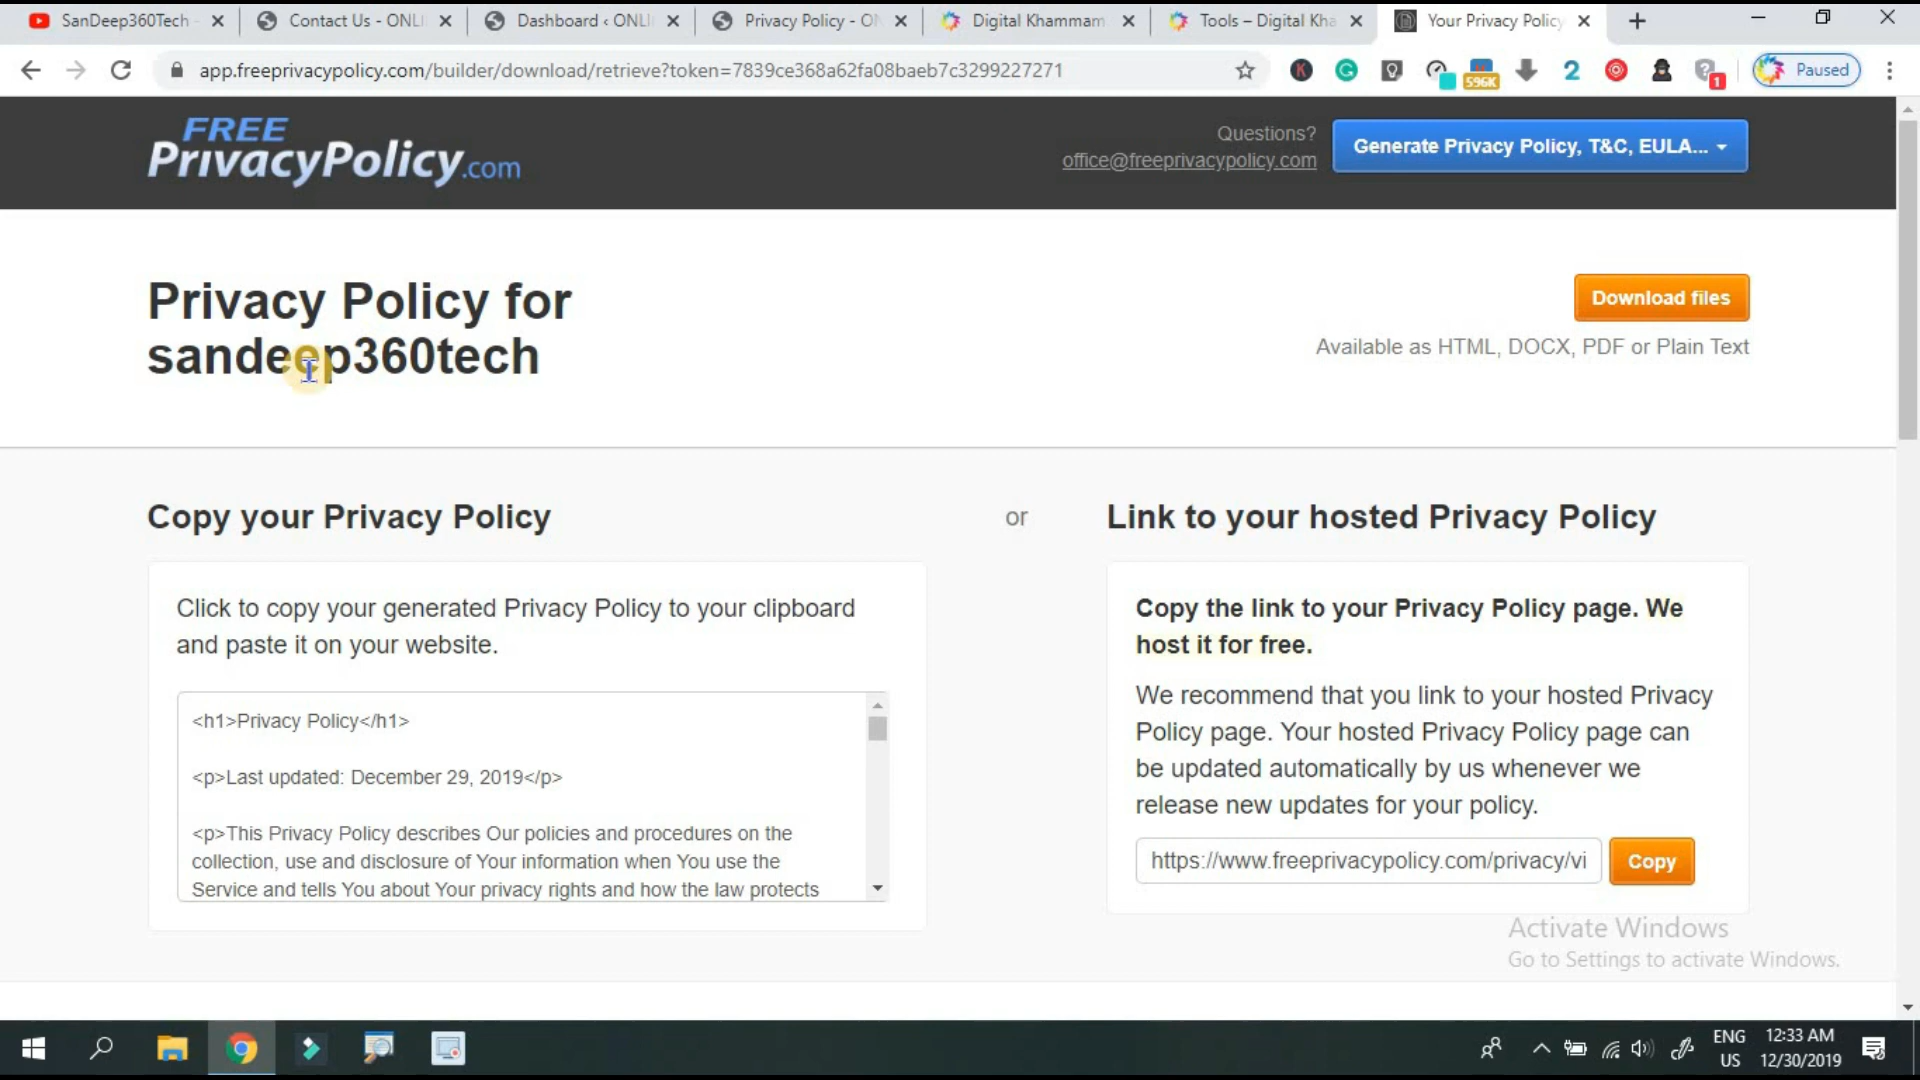 SanDeep360Tech -
Contact Us - ONLI
Dashboard ‹ ONLI
Privacy Policy - ON
Digital Khammam
Tools – Digital Kha
Your Privacy Policy
app.freeprivacypolicy.com/builder/download/retrieve?token=7839ce368a62fa08baeb7c3299227271
596K
2
1
Paused
FREE
PrivacyPolicy.com
Questions?
office@freeprivacypolicy.com
Generate Privacy Policy, T&C, EULA...
Privacy Policy for
sandeep360tech
Download files
Available as HTML, DOCX, PDF or Plain Text
Copy your Privacy Policy
or
Link to your hosted Privacy Policy
Click to copy your generated Privacy Policy to your clipboard
and paste it on your website.
<h1>Privacy Policy</h1>
<p>Last updated: December 29, 2019</p>
<p>This Privacy Policy describes Our policies and procedures on the
collection, use and disclosure of Your information when You use the
Service and tells You about Your privacy rights and how the law protects
Copy the link to your Privacy Policy page. We
host it for free.
We recommend that you link to your hosted Privacy
Policy page. Your hosted Privacy Policy page can
be updated automatically by us whenever we
release new updates for your policy.
https://www.freeprivacypolicy.com/privacy/vi
Copy
Activate Windows
Go to Settings to activate Windows.
ENG
US
12:33 AM
12/30/2019